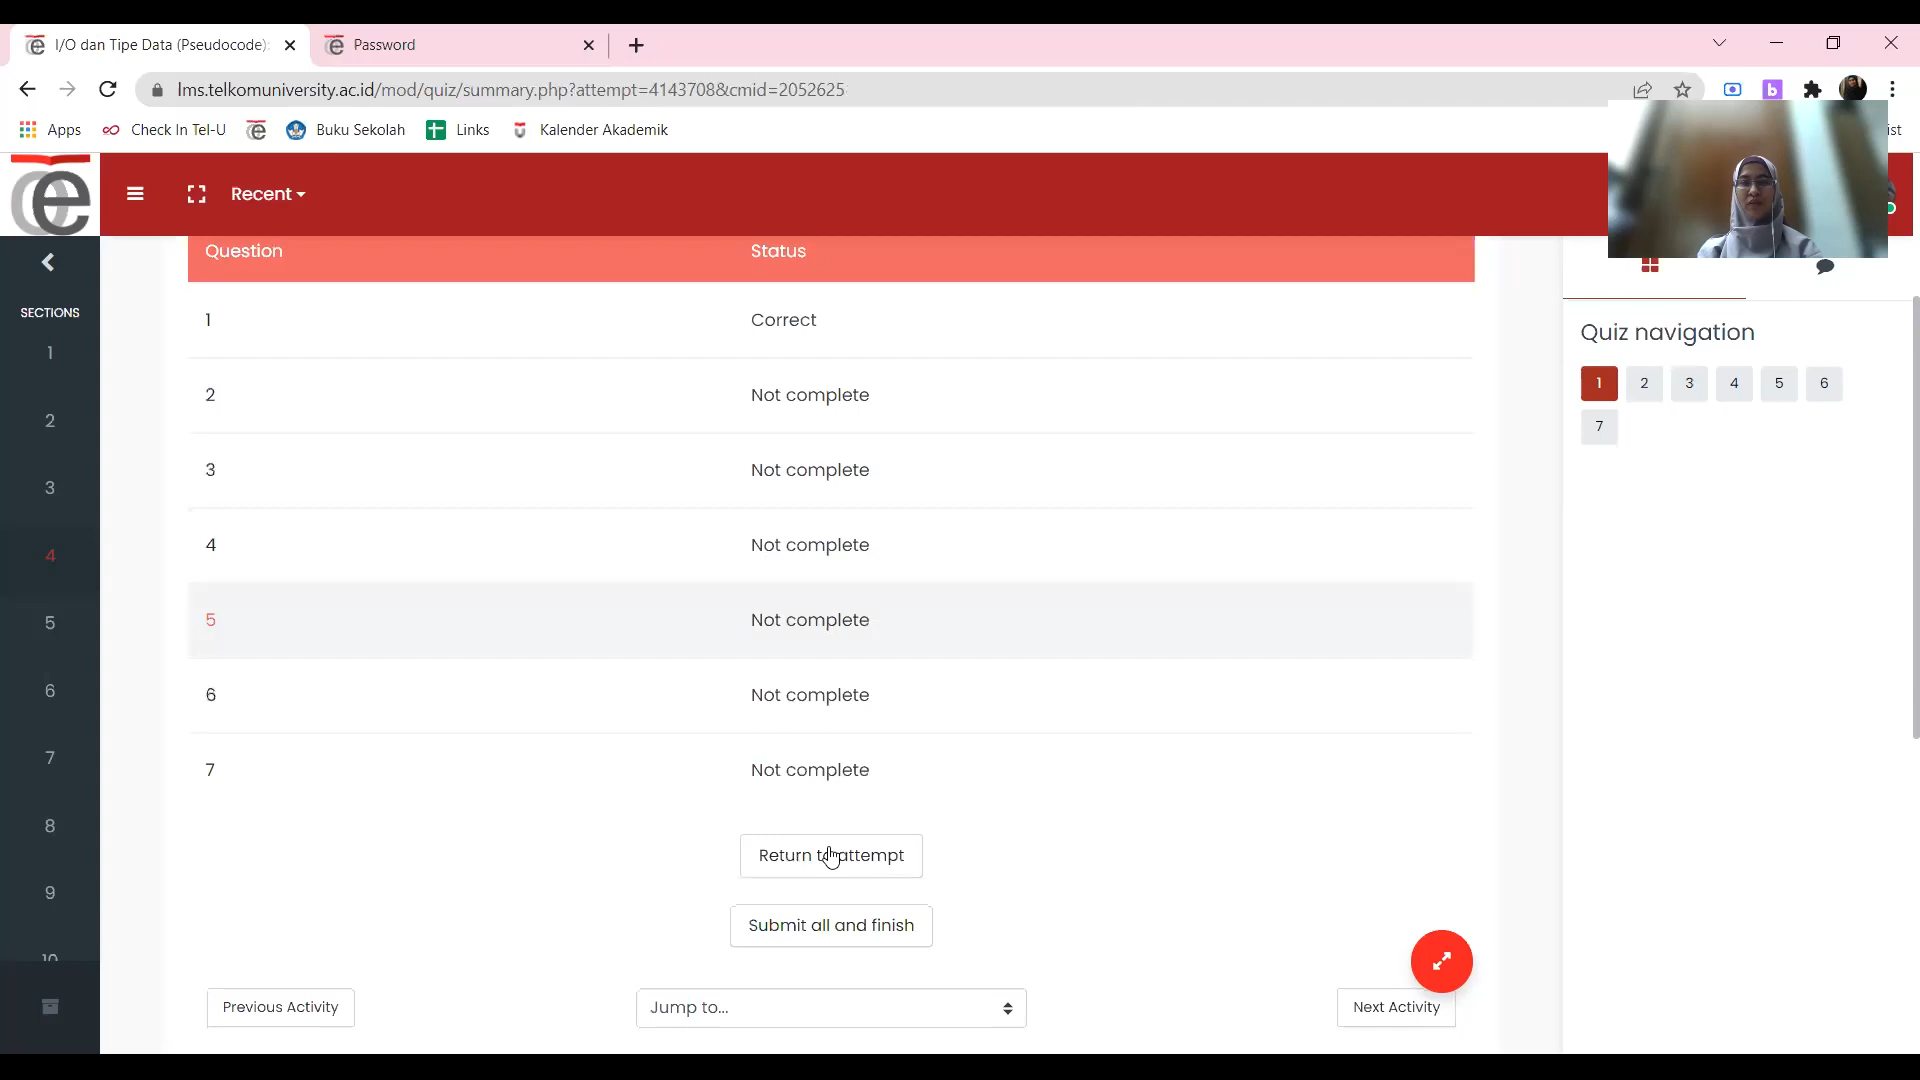 I/O dan Tipe Data (Pseudocode):
Password
lms.telkomuniversity.ac.id/mod/quiz/summary.php?attempt=4143708&cmid=2052625
Apps
Check In Tel-U
Buku Sekolah
Links
Kalender Akademik
ist
Recent
SECTIONS
1
2
3
4
5
6
7
8
9
10
Question Status
1 Correct
2 Not complete
3 Not complete
4 Not complete
5 Not complete
6 Not complete
7 Not complete
Return to attempt
Submit all and finish
Previous Activity
Jump to...
Next Activity
Quiz navigation
1 2 3 4 5 6
7